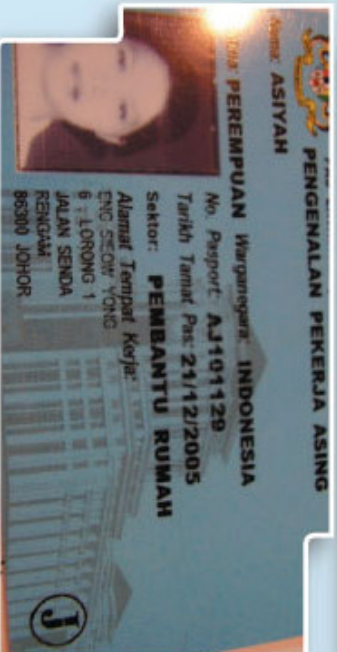 PENGENALAN PEKERJA ASING
Nama: ASIYAH
PEREMPUAN Warganegara: INDONESIA
No. Pasport: AJ101129
Tarikh Tamat Pas: 21/12/2005
Sektor: PEMBANTU RUMAH
Alamat Tempat Kerja:
ENG SEOW YONG
6 LORONG 1
JALAN SENDA
RENGAM
86300 JOHOR
J